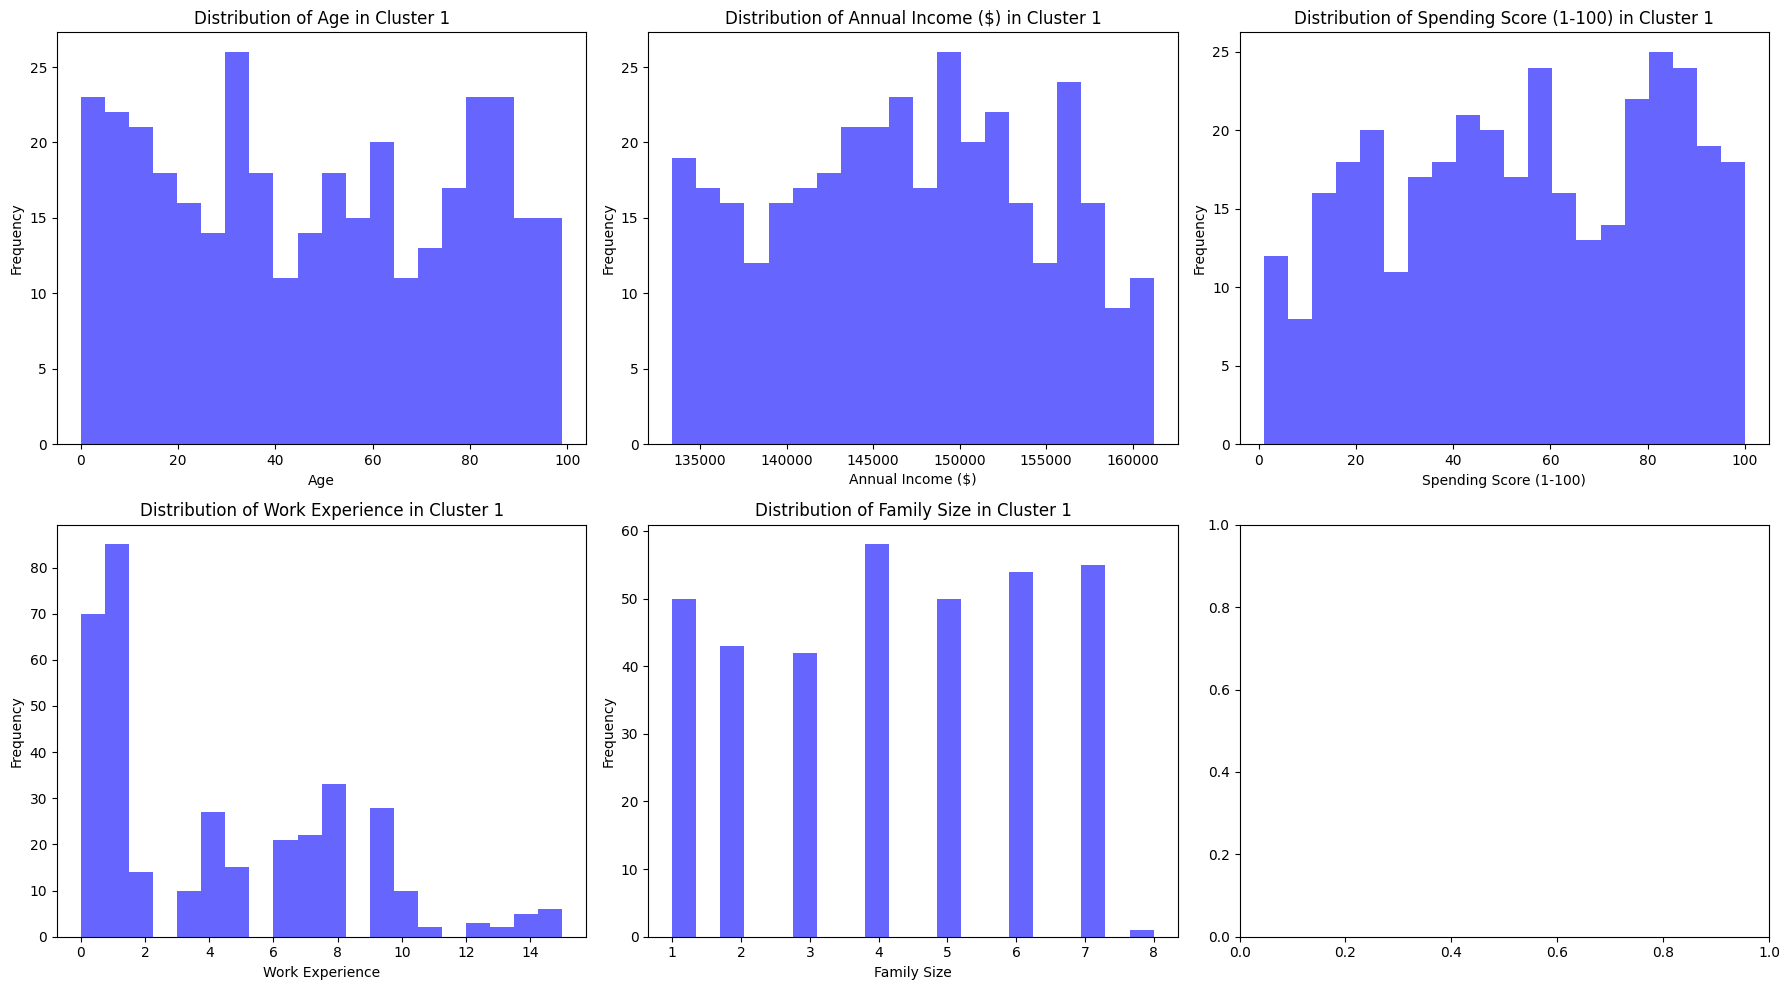 Distribution of Age in Cluster 1
Frequency
25
20
15
10
5
0
0 20 40 60 80 100
Age
Distribution of Annual Income ($) in Cluster 1
Frequency
25
20
15
10
5
0
135000 140000 145000 150000 155000 160000
Annual Income ($)
Distribution of Spending Score (1-100) in Cluster 1
Frequency
25
20
15
10
5
0
0 20 40 60 80 100
Spending Score (1-100)
Distribution of Work Experience in Cluster 1
Frequency
80
70
60
50
40
30
20
10
0
0 2 4 6 8 10 12 14
Work Experience
Distribution of Family Size in Cluster 1
Frequency
60
50
40
30
20
10
0
1 2 3 4 5 6 7 8
Family Size
1.0
0.8
0.6
0.4
0.2
0.0
0.0 0.2 0.4 0.6 0.8 1.0